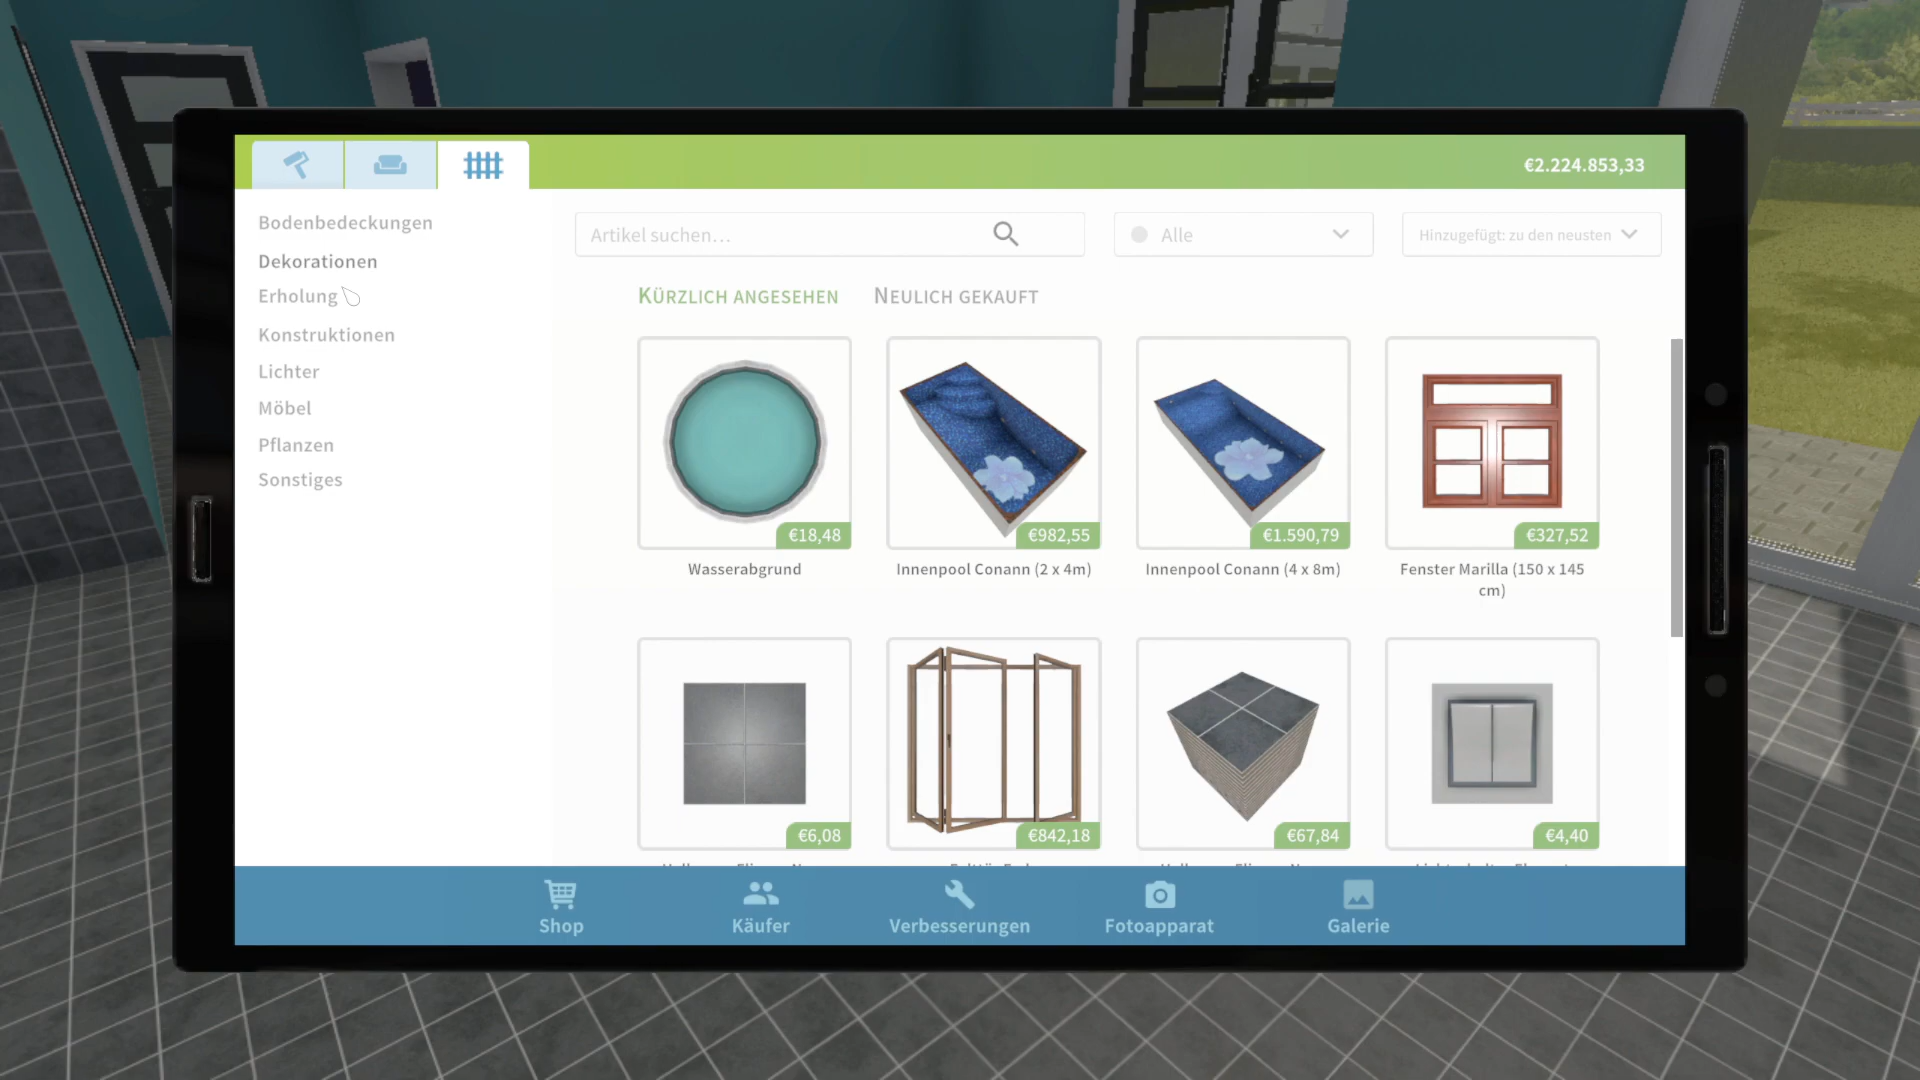 €2.224.853,33
Bodenbedeckungen
Dekorationen
Erholung
Konstruktionen
Lichter
Möbel
Pflanzen
Sonstiges
Artikel suchen...
Alle
Hinzugefügt: zu den neusten
KÜRZLICH ANGESEHEN
NEULICH GEKAUFT
€18,48
€982,55
€1.590,79
€327,52
Wasserabgrund
Innenpool Conann (2 x 4m)
Innenpool Conann (4 x 8m)
Fenster Marilla (150 x 145
cm)
€6,08
€842,18
€67,84
€4,40
Shop
Käufer
Verbesserungen
Fotoapparat
Galerie